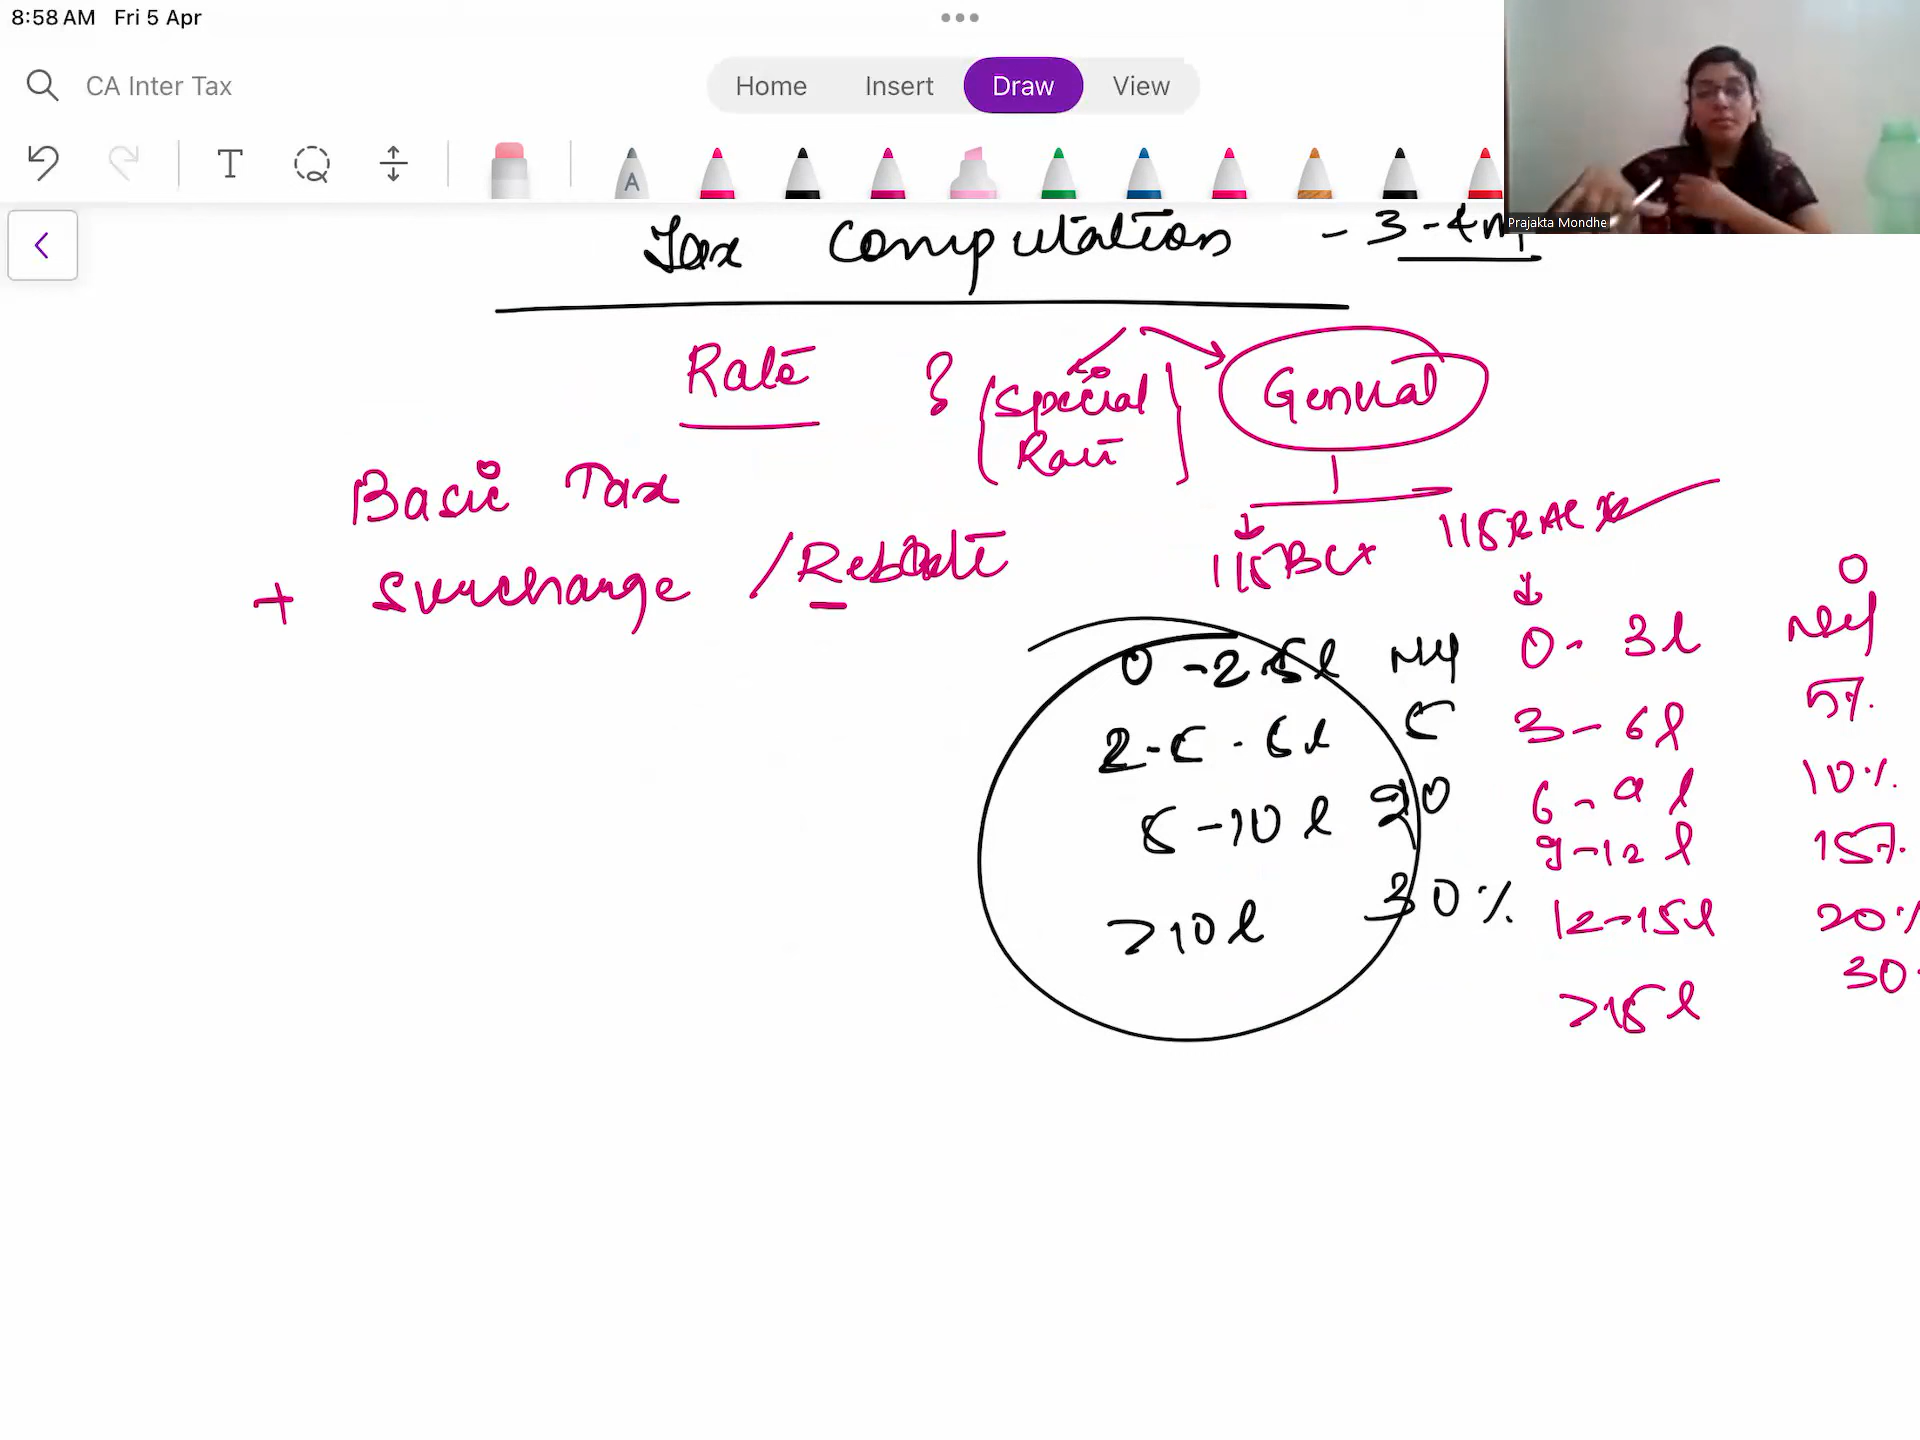 8:58 AM Fri 5 Apr
CA Inter Tax
Home Insert Draw View
A
Prajakta Mondhe
Tax Computation - 3-4m
Rate { Special Rate } General
Basic Tax
+ Surcharge / Rebate
115BCx 115BAC
0 - 2.5l Nil
2.5 - 5l 5
5 - 10l 20
>10l 30%
0
0 - 3l Nil
3 - 6l 5%
6 - 9l 10%
9 - 12l 15%
12 - 15l 20%
>15l 30